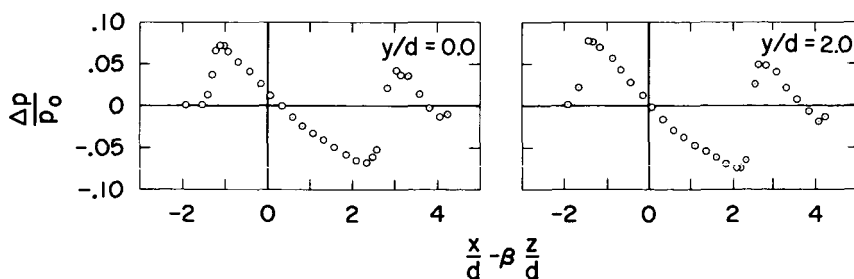 .10
.05
0
-.05
-.10
Δp/p₀
y/d = 0.0
y/d = 2.0
-2 0 2 4
-2 0 2 4
x/d - β z/d